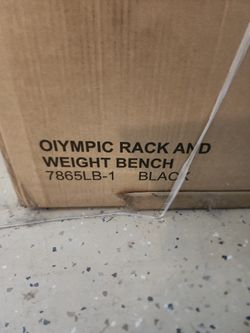 OIYMPIC RACK AND
WEIGHT BENCH
7865LB-1 BLACK